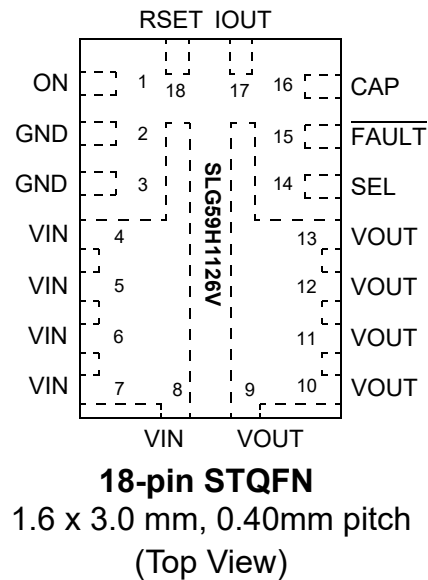 RSET IOUT
ON 1 18 17 16 CAP
GND 2 15 FAULT
GND 3 14 SEL
SLG59H1126V
VIN 4 13 VOUT
VIN 5 12 VOUT
VIN 6 11 VOUT
VIN 7 8 9 10 VOUT
VIN VOUT
18-pin STQFN
1.6 x 3.0 mm, 0.40mm pitch
(Top View)